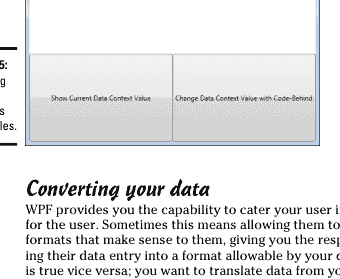 5:
g
s
les.
Show Current Data Context Value
Change Data Context Value with Code-Behind
Converting your data
WPF provides you the capability to cater your user i
for the user. Sometimes this means allowing them to
formats that make sense to them, giving you the resp
ing their data entry into a format allowable by your
is true vice versa; you want to translate data from yo